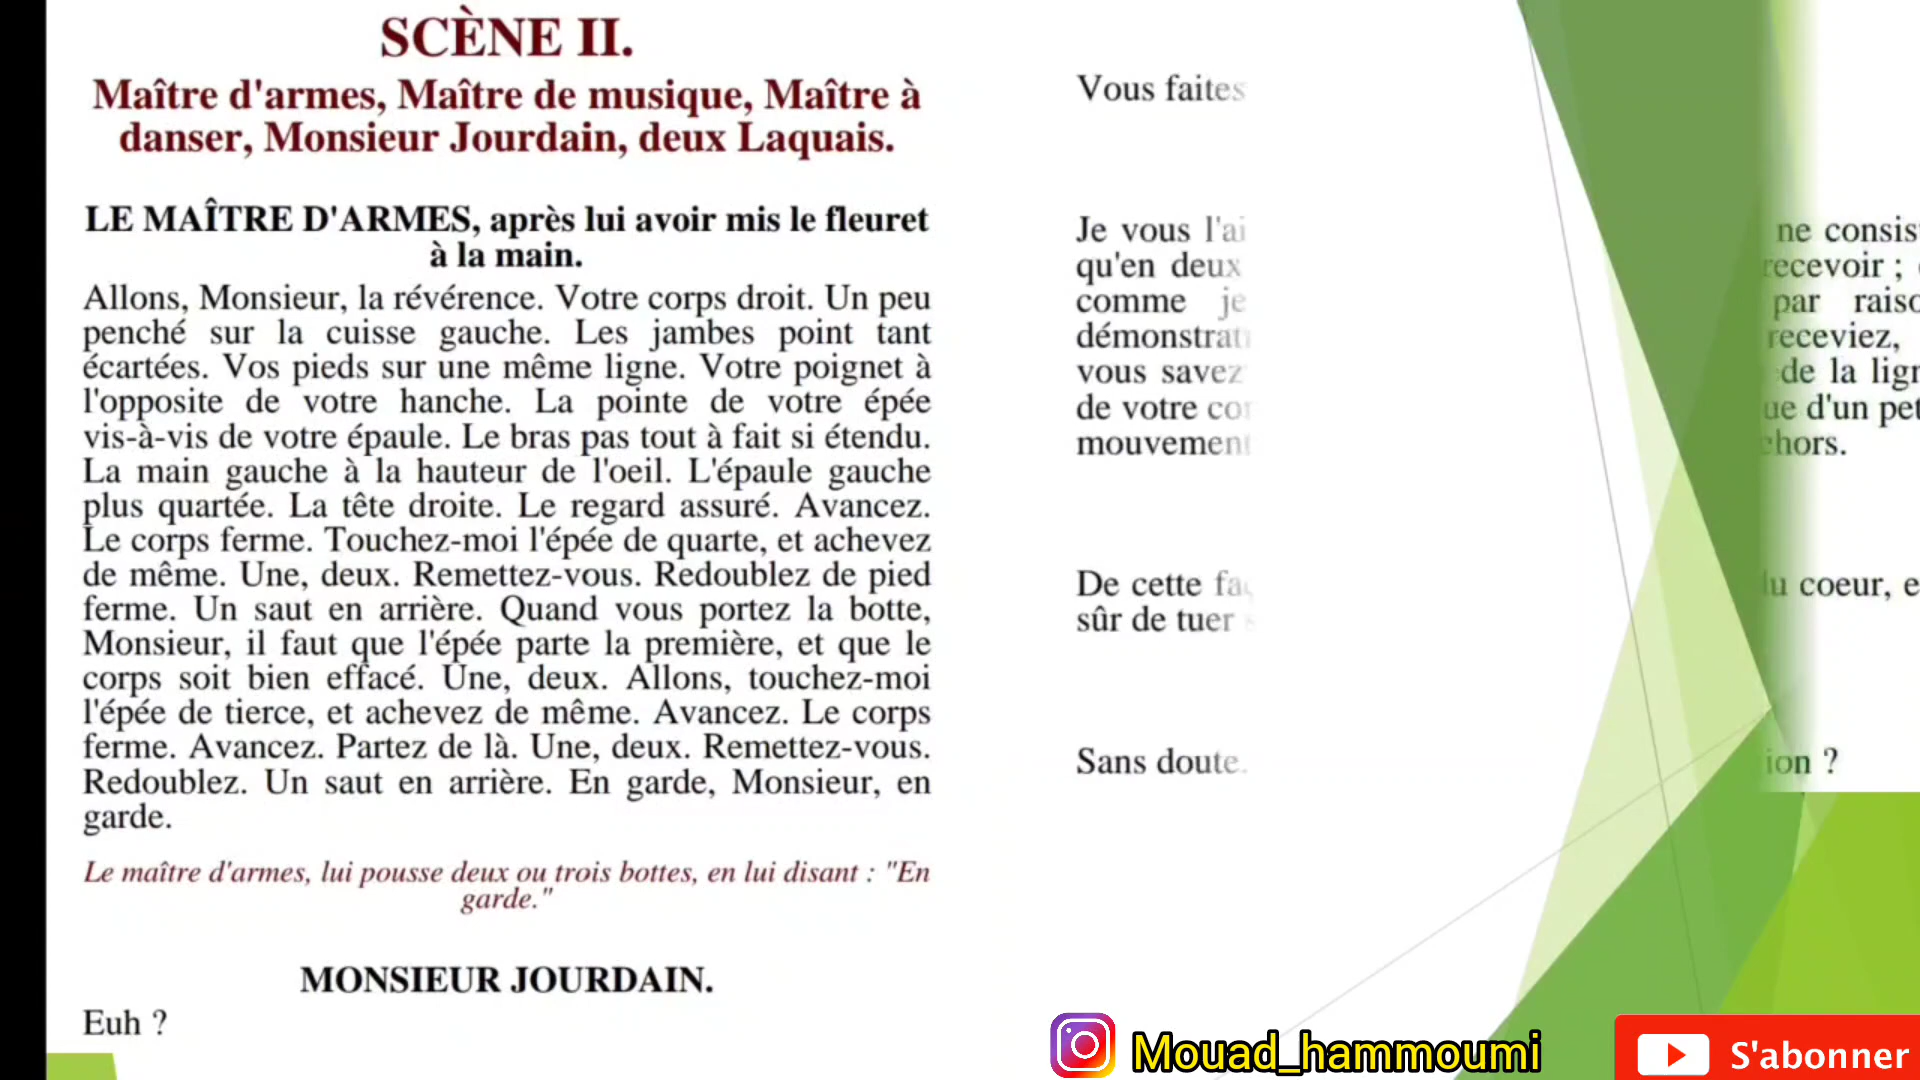 SCÈNE II.
Maître d'armes, Maître de musique, Maître à
danser, Monsieur Jourdain, deux Laquais.
LE MAÎTRE D'ARMES, après lui avoir mis le fleuret
à la main.
Allons, Monsieur, la révérence. Votre corps droit. Un peu
penché sur la cuisse gauche. Les jambes point tant
écartées. Vos pieds sur une même ligne. Votre poignet à
l'opposite de votre hanche. La pointe de votre épée
vis-à-vis de votre épaule. Le bras pas tout à fait si étendu.
La main gauche à la hauteur de l'oeil. L'épaule gauche
plus quartée. La tête droite. Le regard assuré. Avancez.
Le corps ferme. Touchez-moi l'épée de quarte, et achevez
de même. Une, deux. Remettez-vous. Redoublez de pied
ferme. Un saut en arrière. Quand vous portez la botte,
Monsieur, il faut que l'épée parte la première, et que le
corps soit bien effacé. Une, deux. Allons, touchez-moi
l'épée de tierce, et achevez de même. Avancez. Le corps
ferme. Avancez. Partez de là. Une, deux. Remettez-vous.
Redoublez. Un saut en arrière. En garde, Monsieur, en
garde.
Le maître d'armes, lui pousse deux ou trois bottes, en lui disant : "En
garde."
MONSIEUR JOURDAIN.
Euh ?
Vous faites
Je vous ne
qu'en deux recevoir ;
comme je par
receviez,
vous savez de la
de votre d'un
De cette coeur,
sûr de tuer
Sans doute. ?
Mouad_hammoumi
S'abonner